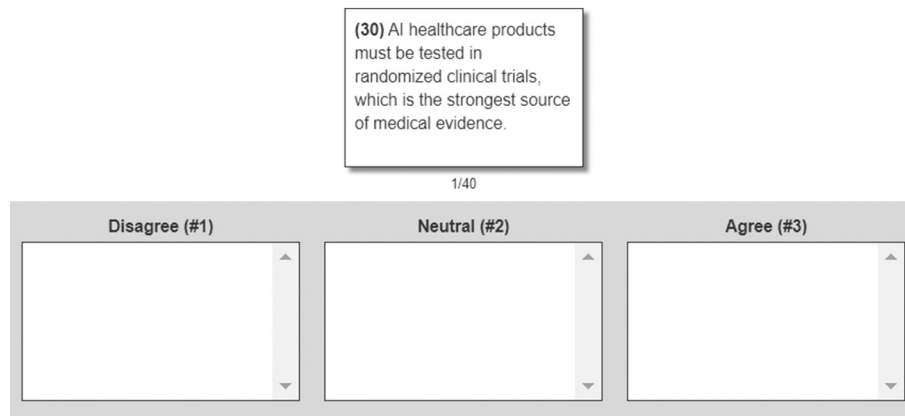 (30) AI healthcare products
must be tested in
randomized clinical trials,
which is the strongest source
of medical evidence.
1/40
Disagree (#1)
Neutral (#2)
Agree (#3)